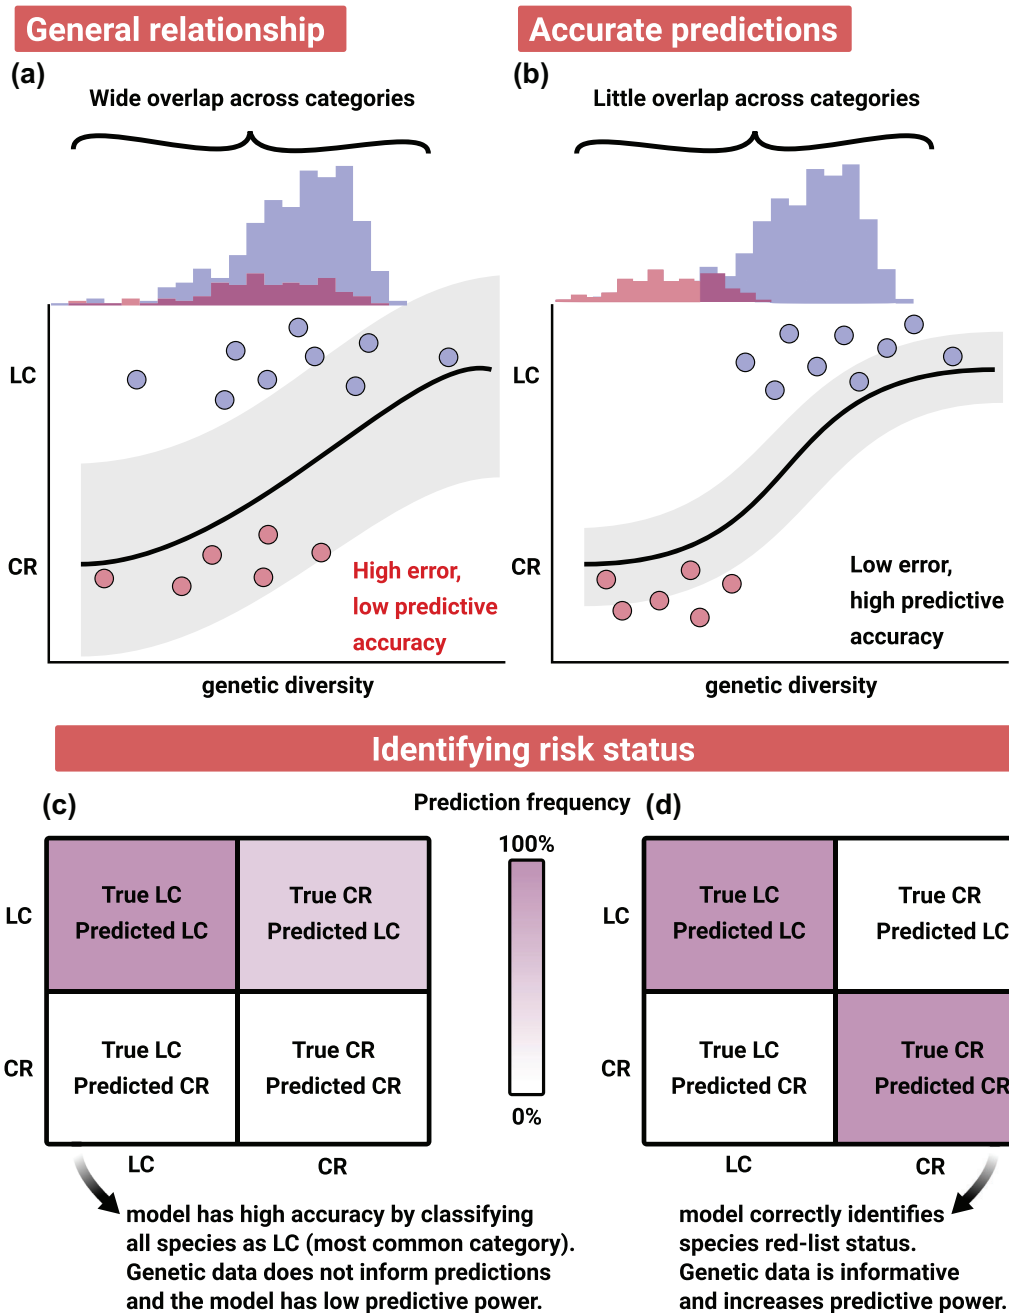 General relationship
Accurate predictions
(a)
(b)
Wide overlap across categories
Little overlap across categories
LC
CR
High error,
low predictive
accuracy
genetic diversity
LC
CR
Low error,
high predictive
accuracy
genetic diversity
Identifying risk status
(c)
Prediction frequency
(d)
100%
0%
LC
CR
True LC
Predicted LC
True CR
Predicted LC
True LC
Predicted CR
True CR
Predicted CR
LC
CR
model has high accuracy by classifying
all species as LC (most common category).
Genetic data does not inform predictions
and the model has low predictive power.
LC
CR
True LC
Predicted LC
True CR
Predicted LC
True LC
Predicted CR
True CR
Predicted CR
LC
CR
model correctly identifies
species red-list status.
Genetic data is informative
and increases predictive power.